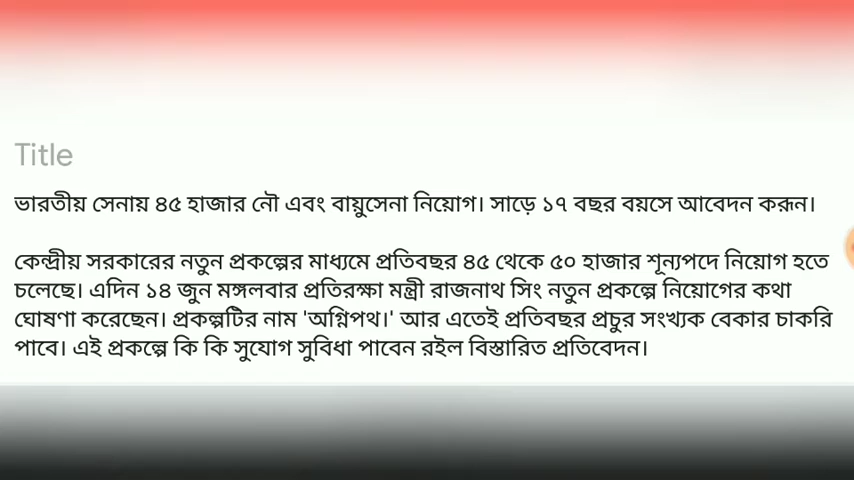 Title
ভারতীয় সেনায় ৪৫ হাজার নৌ এবং বায়ুসেনা নিয়োগ। সাড়ে ১৭ বছর বয়সে আবেদন করূন।
কেন্দ্রীয় সরকারের নতুন প্রকল্পের মাধ্যমে প্রতিবছর ৪৫ থেকে ৫০ হাজার শূন্যপদে নিয়োগ হতে
চলেছে। এদিন ১৪ জুন মঙ্গলবার প্রতিরক্ষা মন্ত্রী রাজনাথ সিং নতুন প্রকল্পে নিয়োগের কথা
ঘোষণা করেছেন। প্রকল্পটির নাম 'অগ্নিপথ।' আর এতেই প্রতিবছর প্রচুর সংখ্যক বেকার চাকরি
পাবে। এই প্রকল্পে কি কি সুযোগ সুবিধা পাবেন রইল বিস্তারিত প্রতিবেদন।